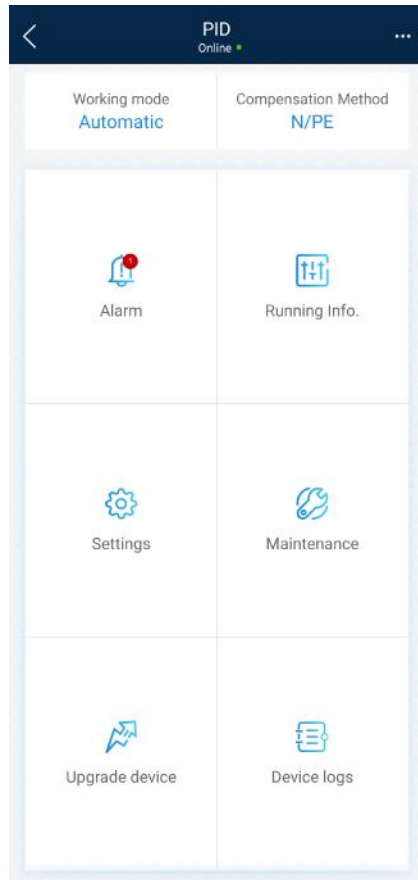 PID
Online
Working mode
Compensation Method
Automatic
N/PE
1
Alarm
Running Info.
Settings
Maintenance
Upgrade device
Device logs